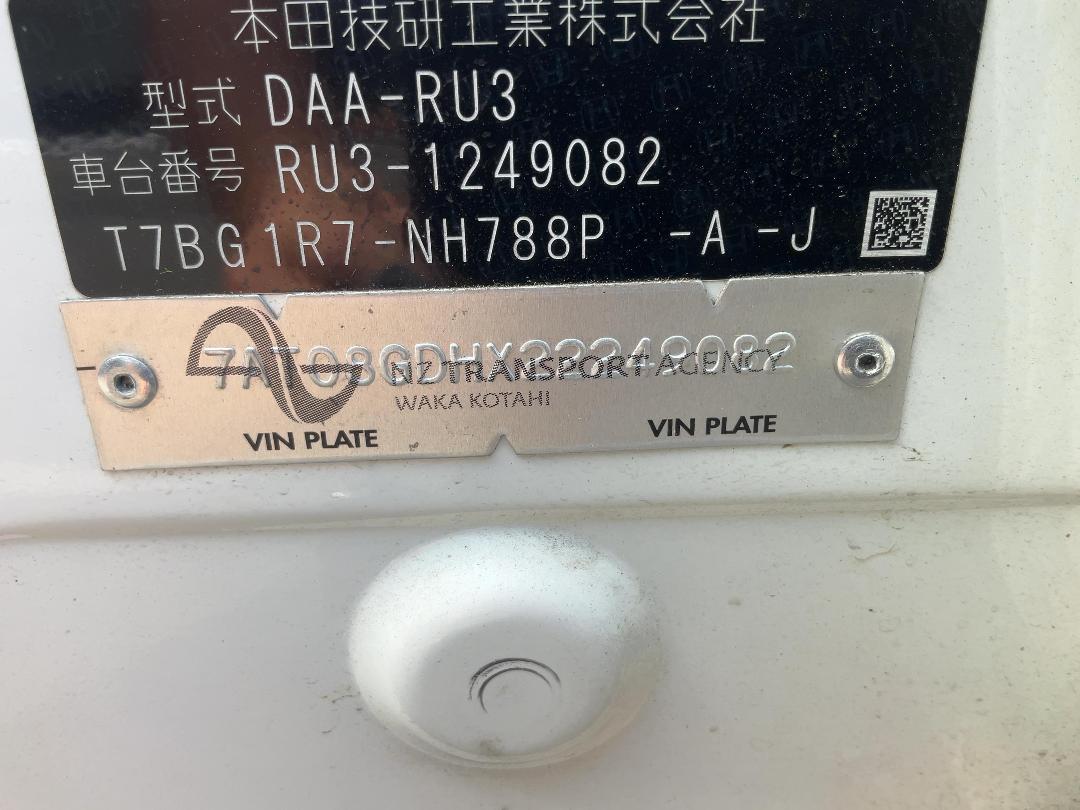 本田技研工業株式会社
型式 DAA-RU3
車台番号 RU3-1249082
T7BG1R7-NH788P -A -J
7AT08GDHX22249082
NZ TRANSPORT AGENCY
WAKA KOTAHI
VIN PLATE VIN PLATE